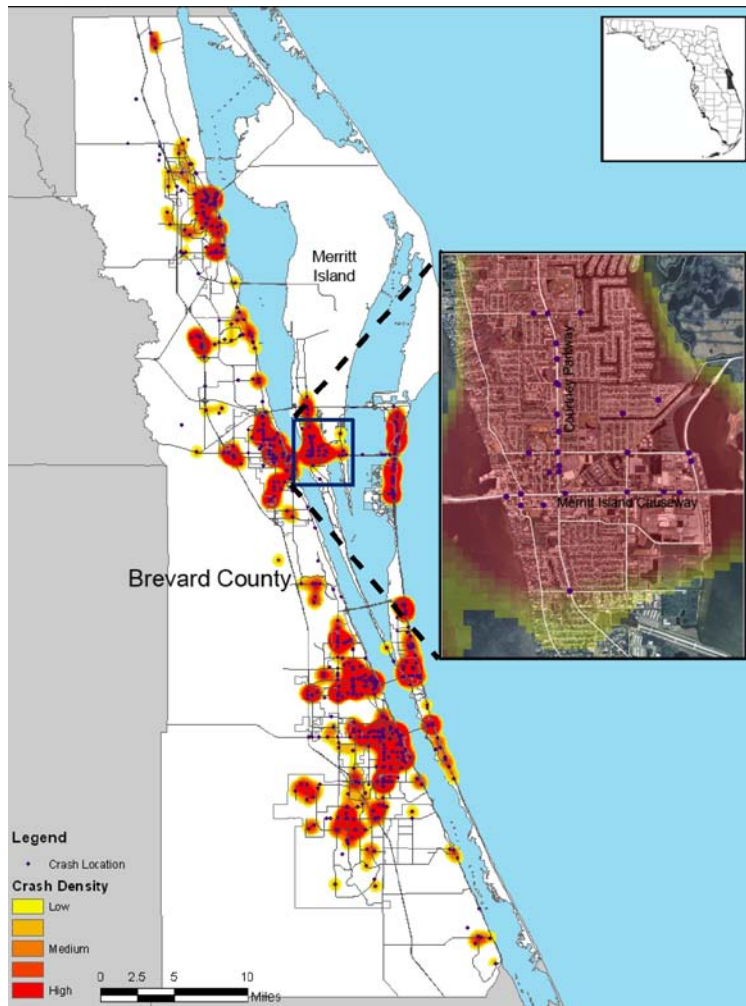 Merritt
Island
Courtney Parkway
Merritt Island Causeway
Brevard County
Legend
Crash Location
Crash Density
Low
Medium
High
0 2.5 5 10
Miles